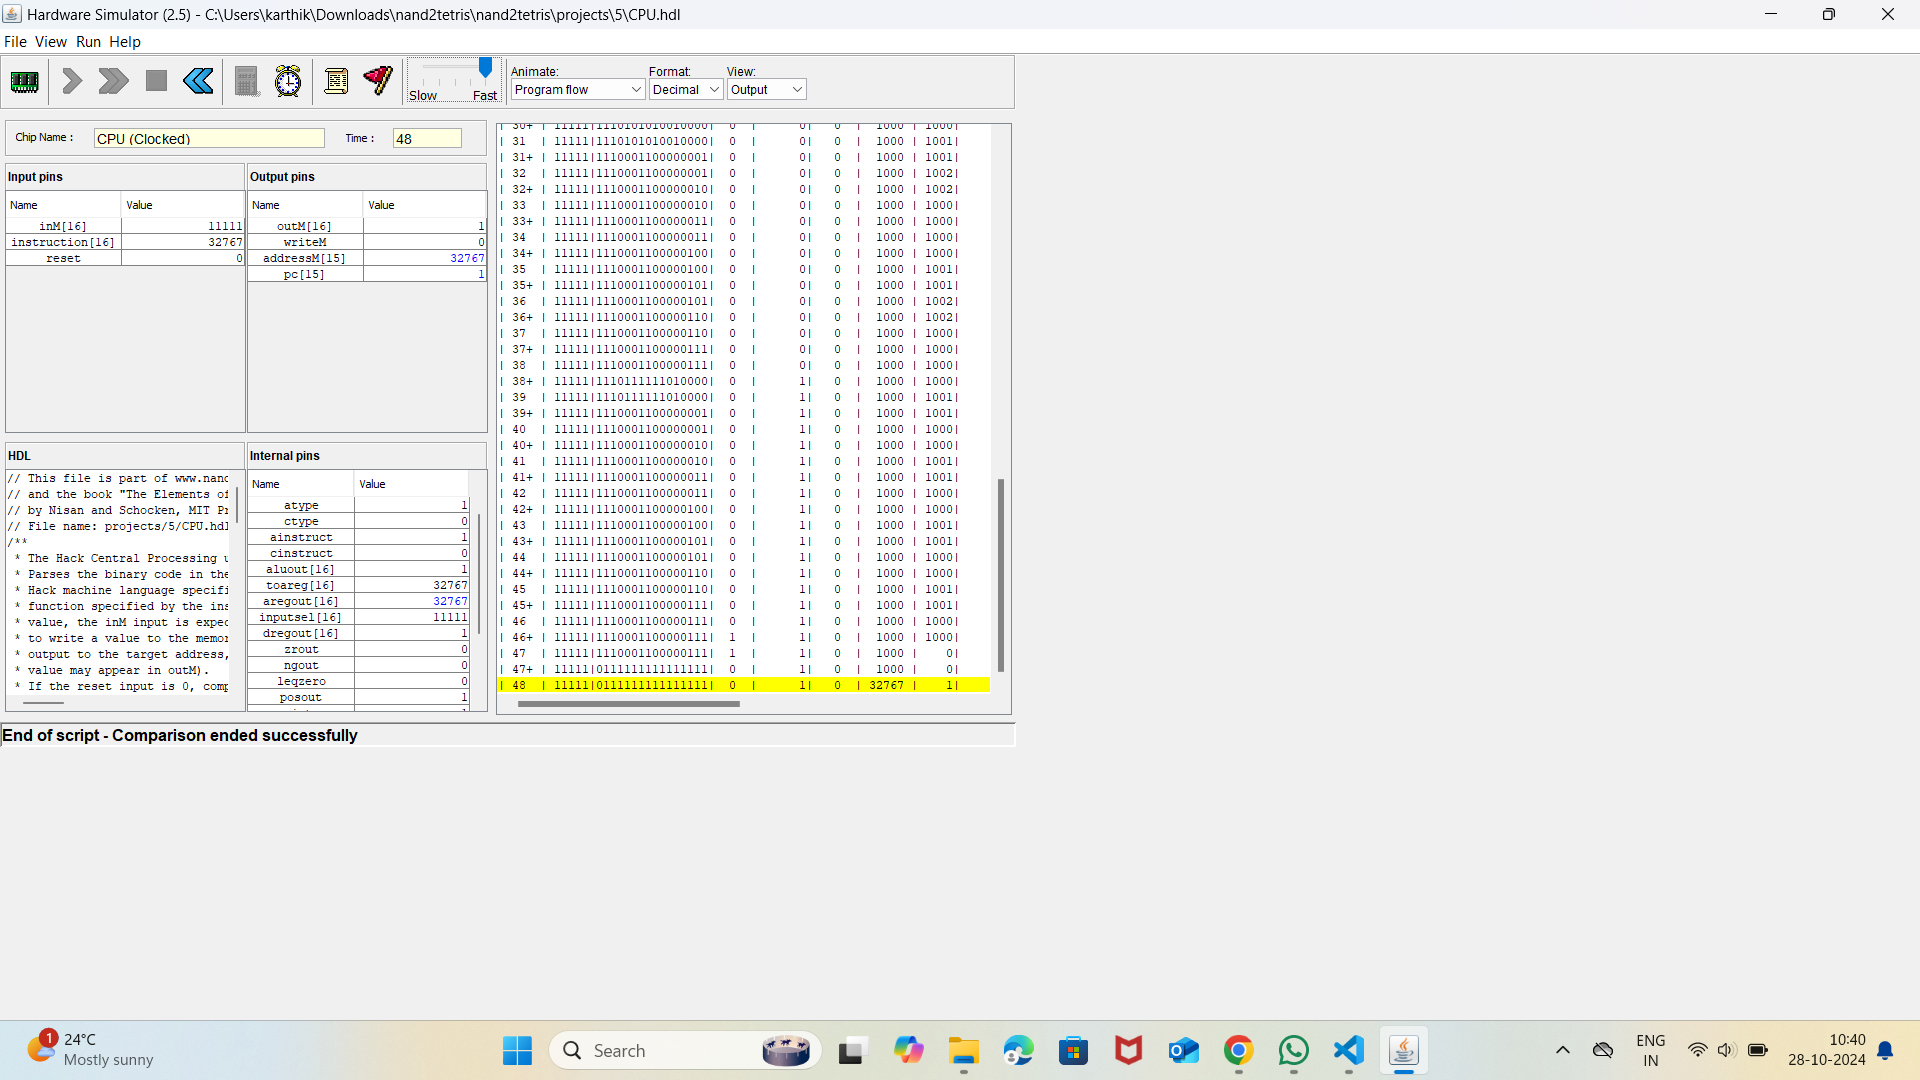 Hardware Simulator (2.5) - C:\Users\karthik\Downloads\nand2tetris\nand2tetris\projects\5\CPU.hdl
File View Run Help
Slow Fast
Animate: Format: View:
Program flow Decimal Output
Chip Name : CPU (Clocked) Time : 48
Input pins
Name Value
inM[16] 11111
instruction[16] 32767
reset 0
Output pins
Name Value
outM[16] 1
writeM 0
addressM[15] 32767
pc[15] 1
HDL
// This file is part of www.nand
// and the book "The Elements of
// by Nisan and Schocken, MIT Pr
// File name: projects/5/CPU.hdl
/**
* The Hack Central Processing u
* Parses the binary code in the
* Hack machine language specifi
* function specified by the ins
* value, the inM input is expec
* to write a value to the memor
* output to the target address,
* value may appear in outM).
* If the reset input is 0, comp
Internal pins
Name Value
atype 1
ctype 0
ainstruct 1
cinstruct 0
aluout[16] 1
toareg[16] 32767
aregout[16] 32767
inputsel[16] 11111
dregout[16] 1
zrout 0
ngout 0
leqzero 0
posout 1
| 30+ | 11111|1110101010010000| 0 | 0| 0 | 1000 | 1000|
| 31 | 11111|1110101010010000| 0 | 0| 0 | 1000 | 1001|
| 31+ | 11111|1110001100000001| 0 | 0| 0 | 1000 | 1001|
| 32 | 11111|1110001100000001| 0 | 0| 0 | 1000 | 1002|
| 32+ | 11111|1110001100000010| 0 | 0| 0 | 1000 | 1002|
| 33 | 11111|1110001100000010| 0 | 0| 0 | 1000 | 1000|
| 33+ | 11111|1110001100000011| 0 | 0| 0 | 1000 | 1000|
| 34 | 11111|1110001100000011| 0 | 0| 0 | 1000 | 1000|
| 34+ | 11111|1110001100000100| 0 | 0| 0 | 1000 | 1000|
| 35 | 11111|1110001100000100| 0 | 0| 0 | 1000 | 1001|
| 35+ | 11111|1110001100000101| 0 | 0| 0 | 1000 | 1001|
| 36 | 11111|1110001100000101| 0 | 0| 0 | 1000 | 1002|
| 36+ | 11111|1110001100000110| 0 | 0| 0 | 1000 | 1002|
| 37 | 11111|1110001100000110| 0 | 0| 0 | 1000 | 1000|
| 37+ | 11111|1110001100000111| 0 | 0| 0 | 1000 | 1000|
| 38 | 11111|1110001100000111| 0 | 0| 0 | 1000 | 1000|
| 38+ | 11111|1110111111010000| 0 | 1| 0 | 1000 | 1000|
| 39 | 11111|1110111111010000| 0 | 1| 0 | 1000 | 1001|
| 39+ | 11111|1110001100000001| 0 | 1| 0 | 1000 | 1001|
| 40 | 11111|1110001100000001| 0 | 1| 0 | 1000 | 1000|
| 40+ | 11111|1110001100000010| 0 | 1| 0 | 1000 | 1000|
| 41 | 11111|1110001100000010| 0 | 1| 0 | 1000 | 1001|
| 41+ | 11111|1110001100000011| 0 | 1| 0 | 1000 | 1001|
| 42 | 11111|1110001100000011| 0 | 1| 0 | 1000 | 1000|
| 42+ | 11111|1110001100000100| 0 | 1| 0 | 1000 | 1000|
| 43 | 11111|1110001100000100| 0 | 1| 0 | 1000 | 1001|
| 43+ | 11111|1110001100000101| 0 | 1| 0 | 1000 | 1001|
| 44 | 11111|1110001100000101| 0 | 1| 0 | 1000 | 1000|
| 44+ | 11111|1110001100000110| 0 | 1| 0 | 1000 | 1000|
| 45 | 11111|1110001100000110| 0 | 1| 0 | 1000 | 1001|
| 45+ | 11111|1110001100000111| 0 | 1| 0 | 1000 | 1001|
| 46 | 11111|1110001100000111| 0 | 1| 0 | 1000 | 1000|
| 46+ | 11111|1110001100000111| 1 | 1| 0 | 1000 | 1000|
| 47 | 11111|1110001100000111| 1 | 1| 0 | 1000 | 0|
| 47+ | 11111|0111111111111111| 0 | 1| 0 | 1000 | 0|
| 48 | 11111|0111111111111111| 0 | 1| 0 | 32767 | 1|
End of script - Comparison ended successfully
1
24°C
Mostly sunny
Search
ENG
IN
10:40
28-10-2024